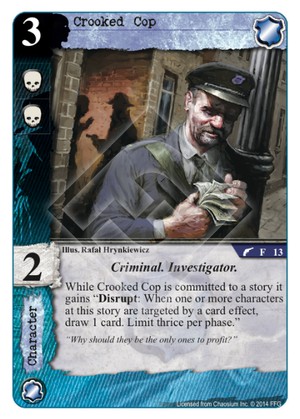 3
Crooked Cop
Illus. Rafał Hrynkiewicz
F 13
2
Criminal. Investigator.
While Crooked Cop is committed to a story it
gains “Disrupt: When one or more characters
at this story are targeted by a card effect,
draw 1 card. Limit thrice per phase.”
“Why should they be the only ones to profit?”
Character
Licensed from Chaosium Inc. © 2014 FFG